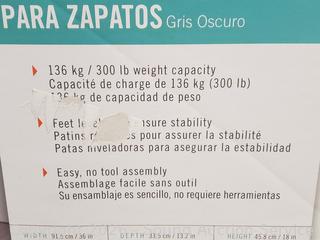 PARA ZAPATOS Gris Oscuro
136 kg / 300 lb weight capacity
Capacité de charge de 136 kg (300 lb)
kg de capacidad de peso
Feet ensure stability
Patins pour assurer la stabilité
Patas niveladoras para asegurar la estabilidad
Easy, no tool assembly
Assemblage facile sans outil
Su ensamblaje es sencillo, no requiere herramientas
WIDTH 91.5 cm / 36 in DEPTH 33.5 cm / 13.2 in HEIGHT 45.8 cm / 18 in